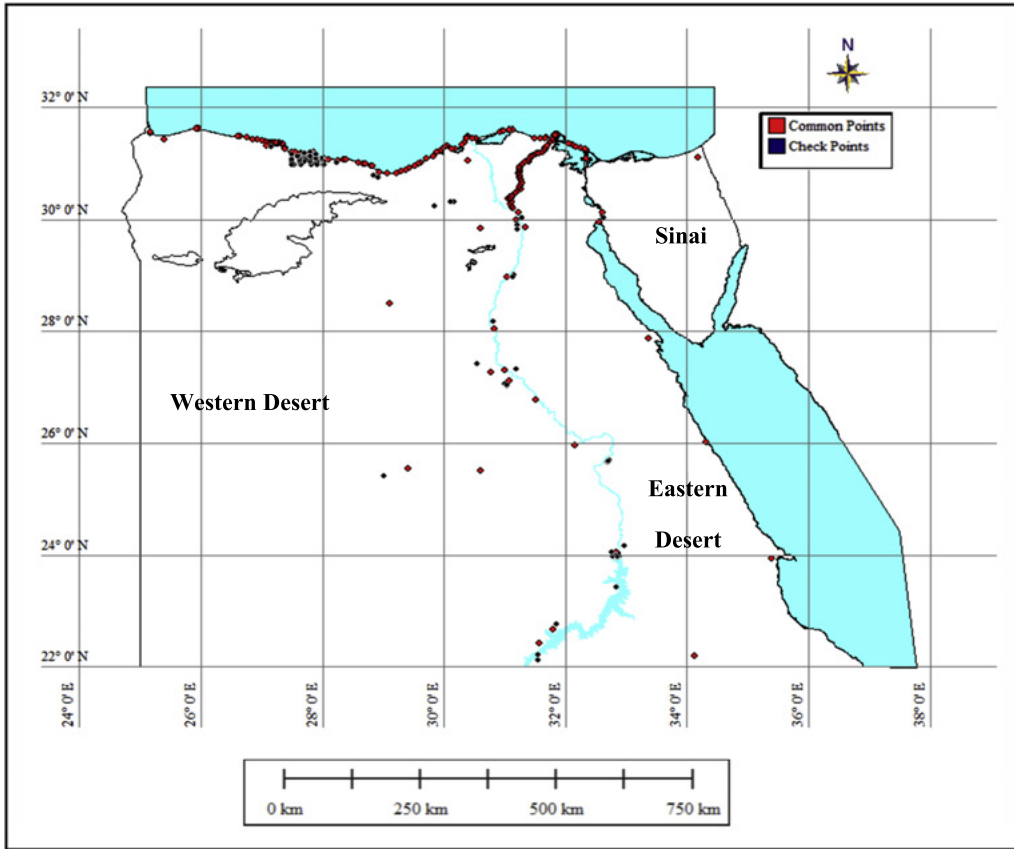 N
Common Points
Check Points
32° 0' N
30° 0' N
28° 0' N
26° 0' N
24° 0' N
22° 0' N
Sinai
Western Desert
Eastern
Desert
24° 0' E
26° 0' E
28° 0' E
30° 0' E
32° 0' E
34° 0' E
36° 0' E
38° 0' E
0 km
250 km
500 km
750 km